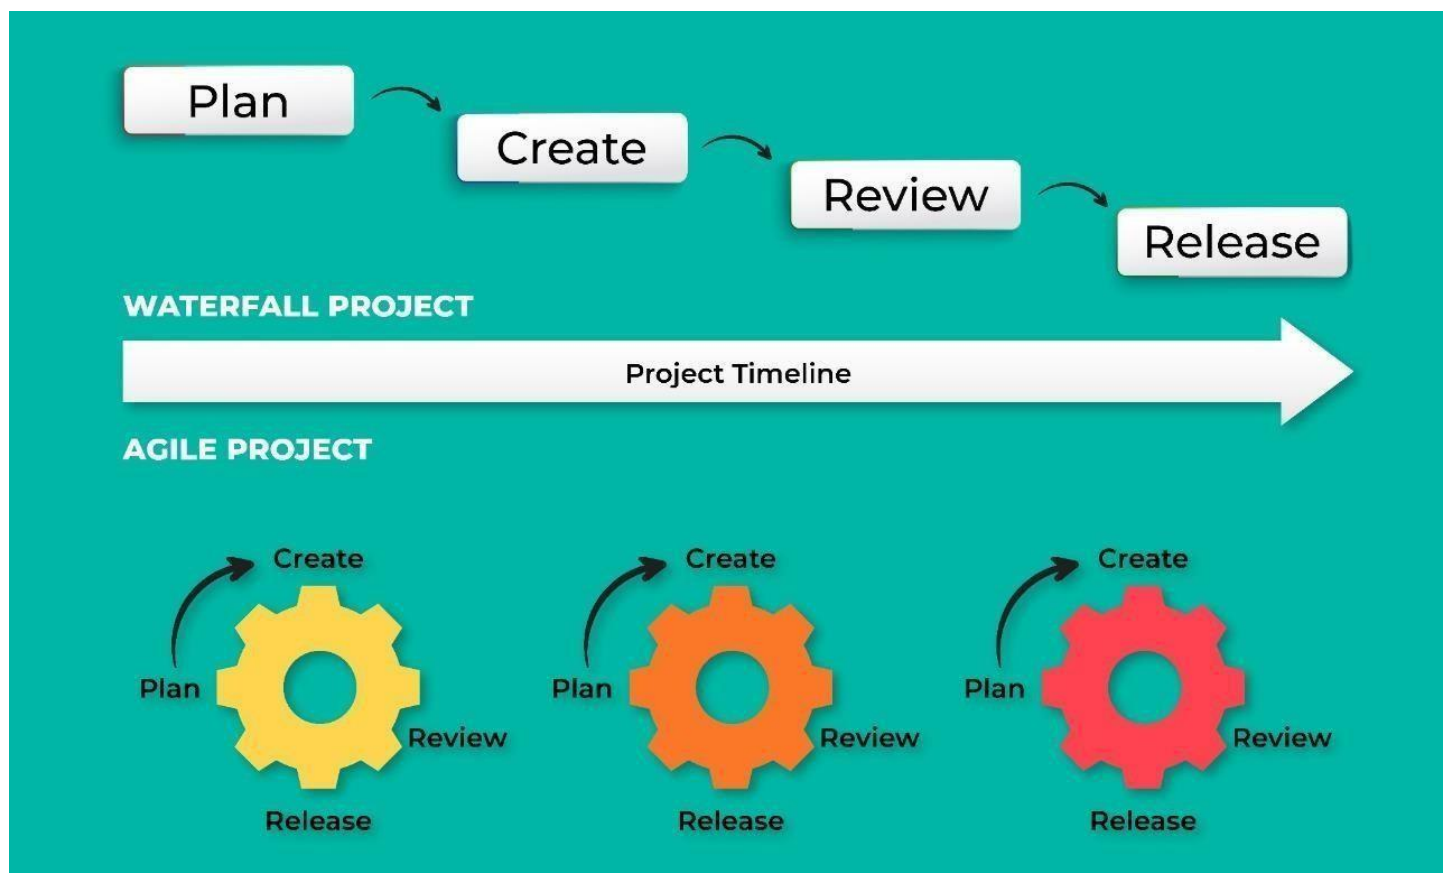 Plan
Create
Review
Release
WATERFALL PROJECT
Project Timeline
AGILE PROJECT
Create
Plan
Review
Release
Create
Plan
Review
Release
Create
Plan
Review
Release